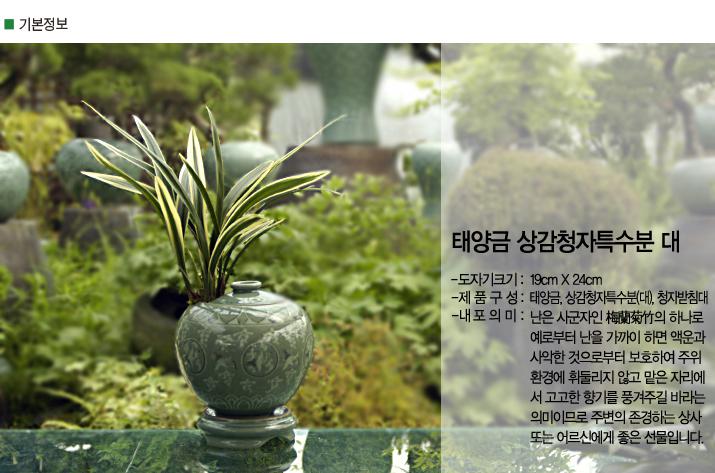 기본정보
태양금 상감청자특수분 대
-도자기크기 : 19cm X 24cm
-제 품 구 성 : 태양금, 상감청자특수분(대), 청자받침대
-내 포 의 미 : 난은 사군자인 梅蘭菊竹의 하나로
예로부터 난을 가까이 하면 액운과
사악한 것으로부터 보호하여 주위
환경에 휘둘리지 않고 맡은 자리에
서 고고한 향기를 풍겨주길 바라는
의미이므로 주변의 존경하는 상사
또는 어르신에게 좋은 선물입니다.